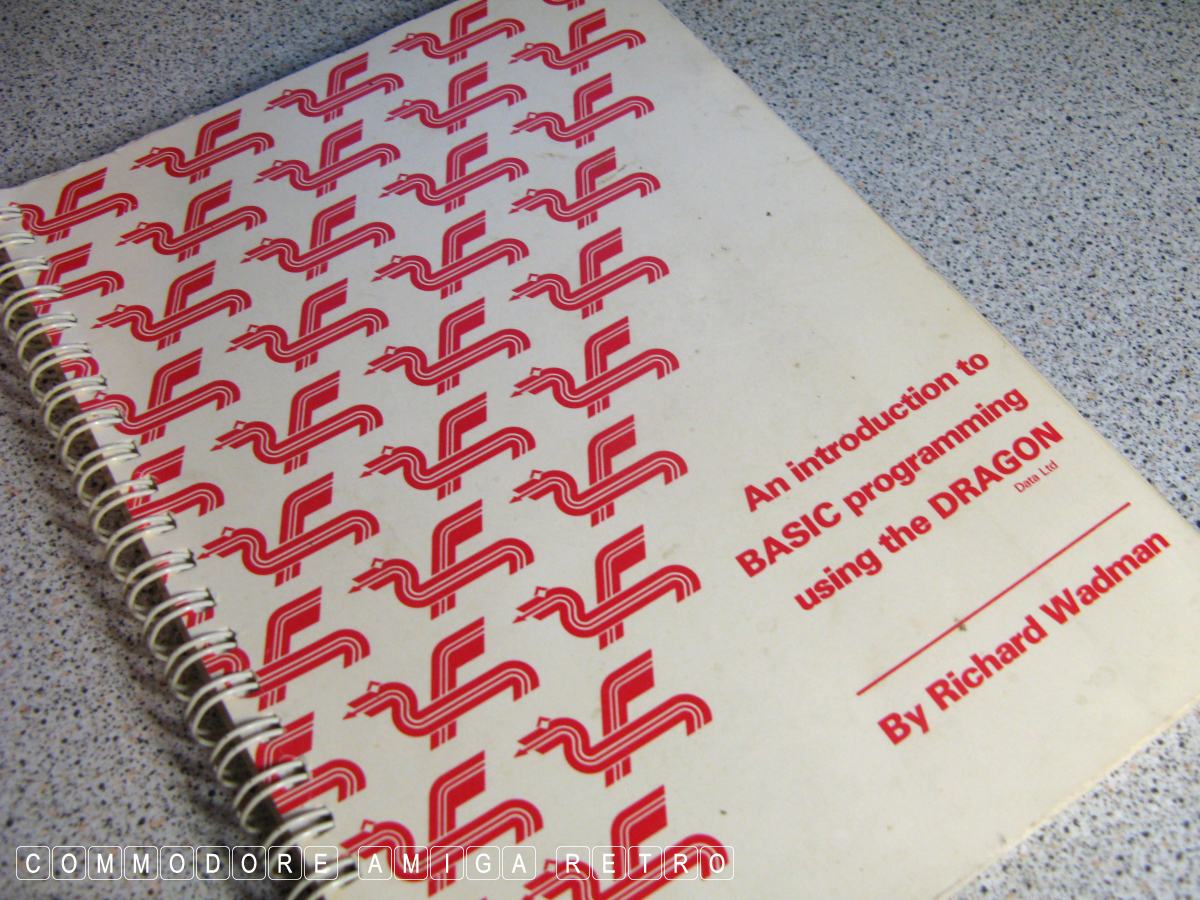 An introduction to
BASIC programming
using the DRAGON
Data Ltd
By Richard Wadman
COMMODORE AMIGA RETRO